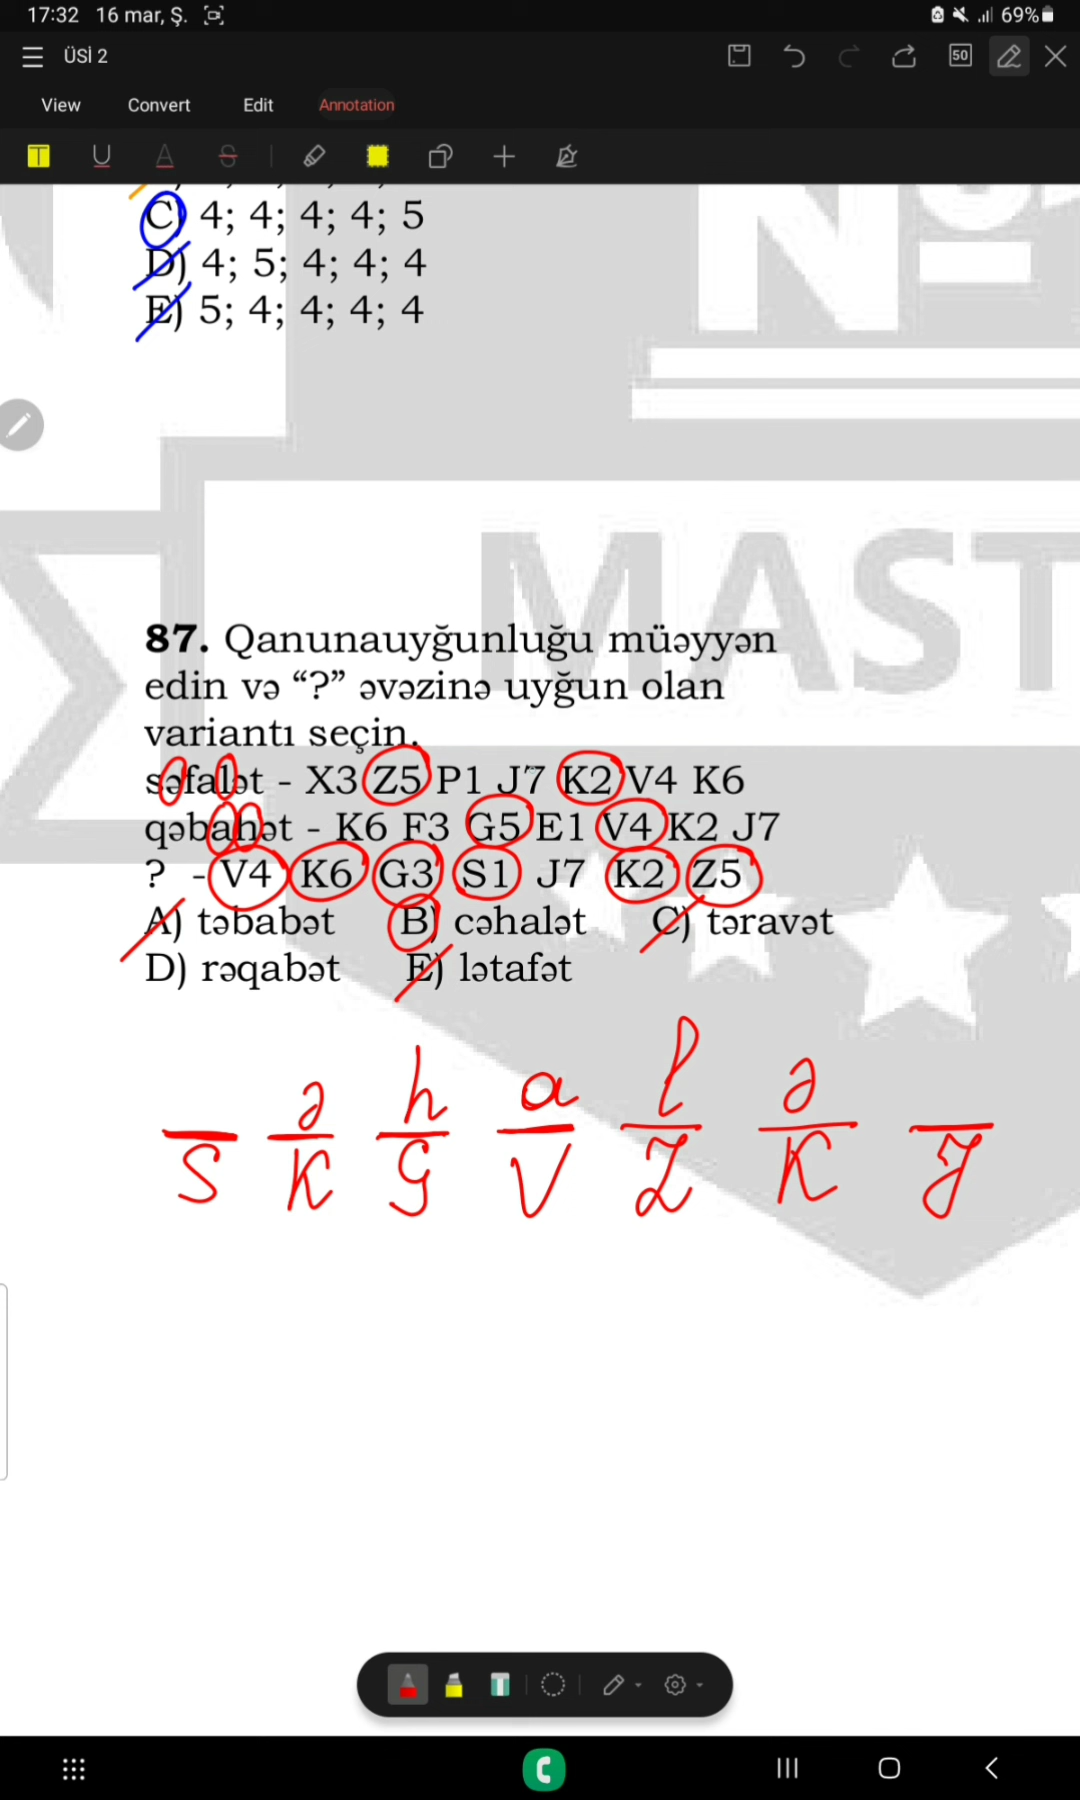 17:32 16 mar, Ş. 69%
ÜSİ 2 50
View Convert Edit Annotation
T U A S
C) 4; 4; 4; 4; 5
D) 4; 5; 4; 4; 4
E) 5; 4; 4; 4; 4
MAST
87. Qanunauyğunluğu müəyyən
edin və “?” əvəzinə uyğun olan
variantı seçin.
səfalət - X3 Z5 P1 J7 K2 V4 K6
qəbahət - K6 F3 G5 E1 V4 K2 J7
? - V4 K6 G3 S1 J7 K2 Z5
A) təbabət B) cəhalət C) təravət
D) rəqabət E) lətafət
ə h a l ə
S K G V Z K J